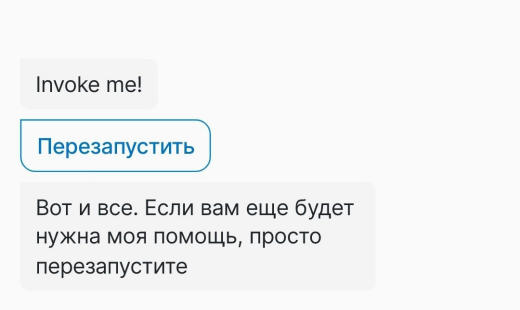 Invoke me!
Перезапустить
Вот и все. Если вам еще будет
нужна моя помощь, просто
перезапустите